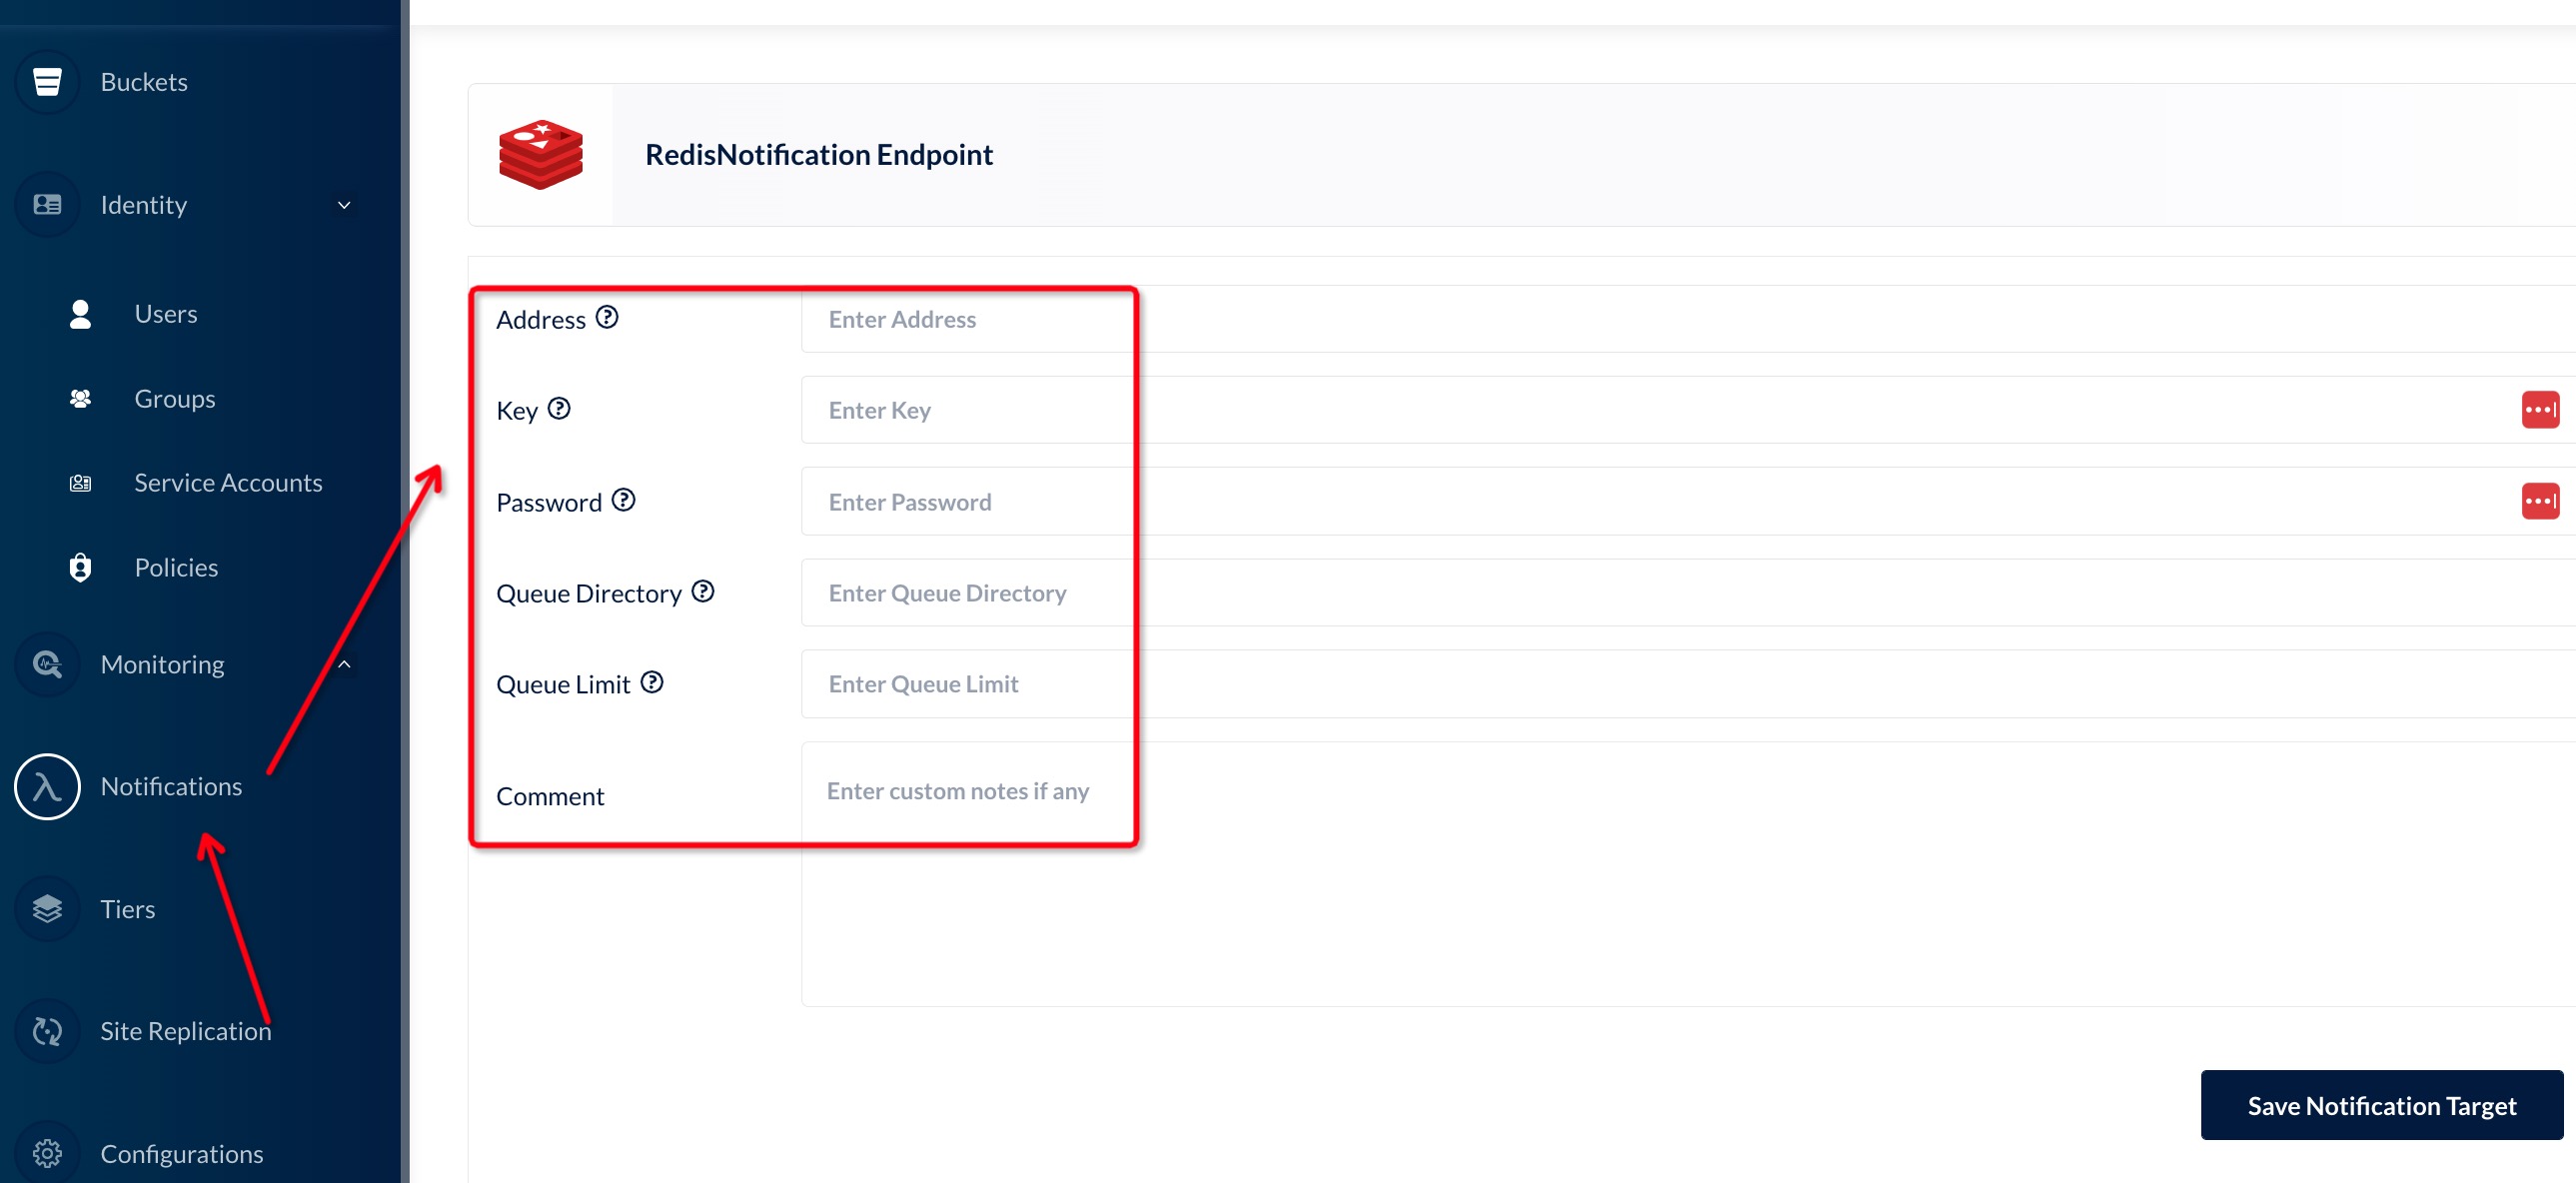 Buckets
Identity
Users
Groups
Service Accounts
Policies
Monitoring
Notifications
Tiers
Site Replication
Configurations
RedisNotification Endpoint
Address ? Enter Address
Key ? Enter Key
Password ? Enter Password
Queue Directory ? Enter Queue Directory
Queue Limit ? Enter Queue Limit
Comment Enter custom notes if any
Save Notification Target